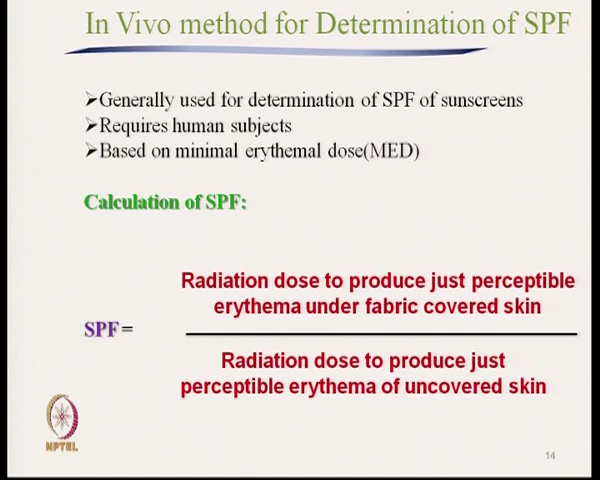 In Vivo method for Determination of SPF
➤Generally used for determination of SPF of sunscreens
➤Requires human subjects
➤Based on minimal erythemal dose(MED)
Calculation of SPF:
Radiation dose to produce just perceptible
erythema under fabric covered skin
SPF =
Radiation dose to produce just
perceptible erythema of uncovered skin
NPTEL
14